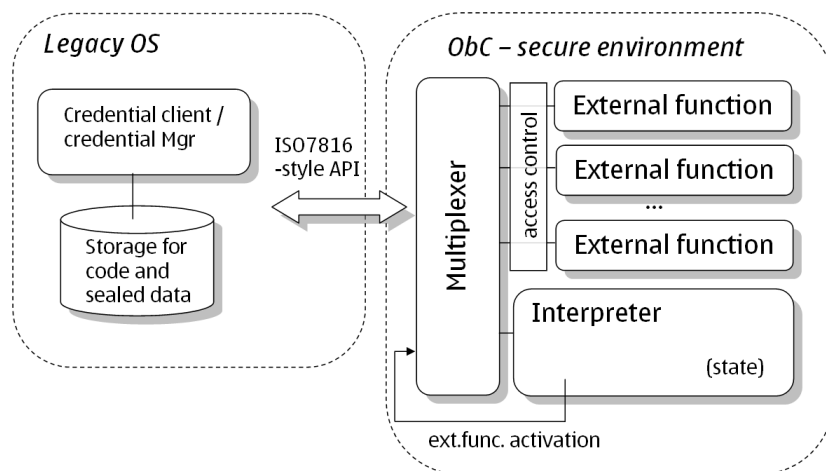 Legacy OS
Credential client /
credential Mgr
Storage for
code and
sealed data
ISO7816
-style API
ObC – secure environment
Multiplexer
access control
External function
External function
...
External function
Interpreter
(state)
ext.func. activation